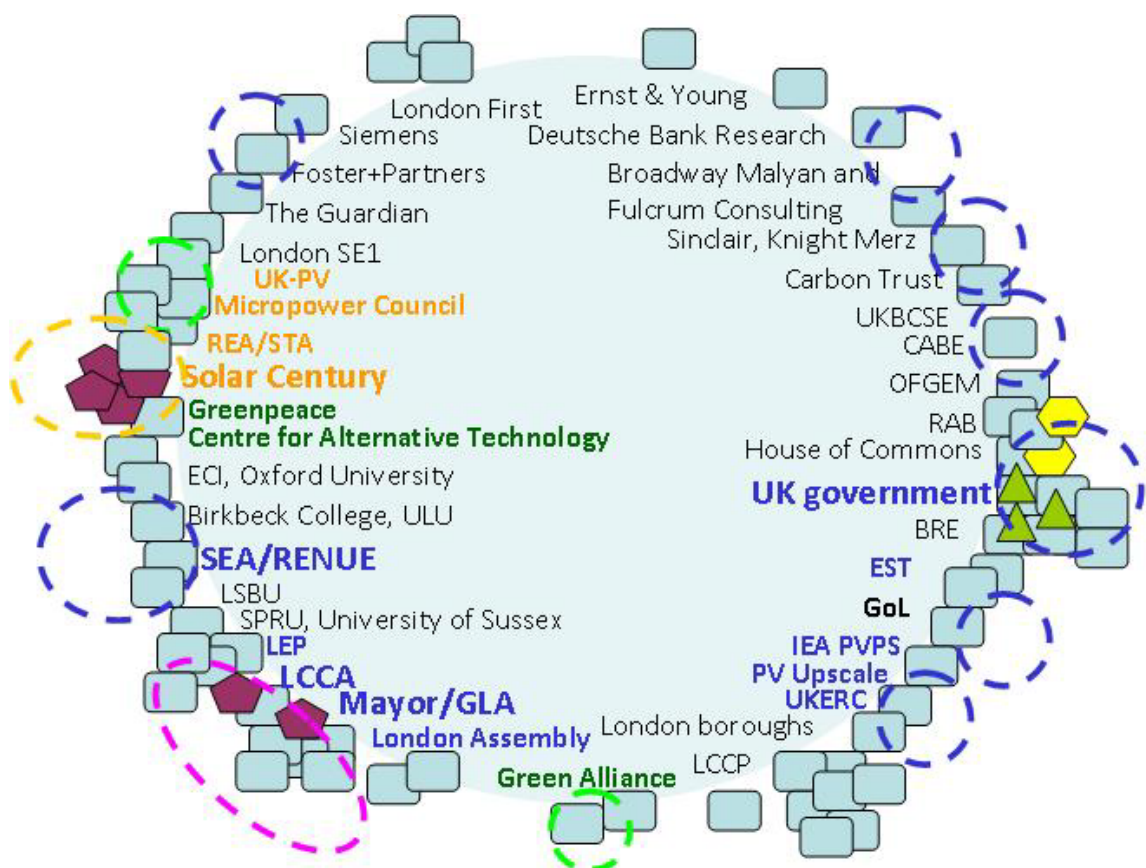 London First
Ernst & Young
Siemens
Deutsche Bank Research
Foster+Partners
Broadway Malyan and
Fulcrum Consulting
The Guardian
London SE1
Sinclair, Knight Merz
UK-PV
Carbon Trust
Micropower Council
UKBCSE
REA/STA
CABE
Solar Century
OFGEM
Greenpeace
RAB
Centre for Alternative Technology
House of Commons
ECI, Oxford University
UK government
Birkbeck College, ULU
BRE
SEA/RENUE
EST
LSBU
GoL
SPRU, University of Sussex
LEP
IEA PVPS
LCCA
PV Upscale
Mayor/GLA
UKERC
London Assembly
London boroughs
Green Alliance
LCCP